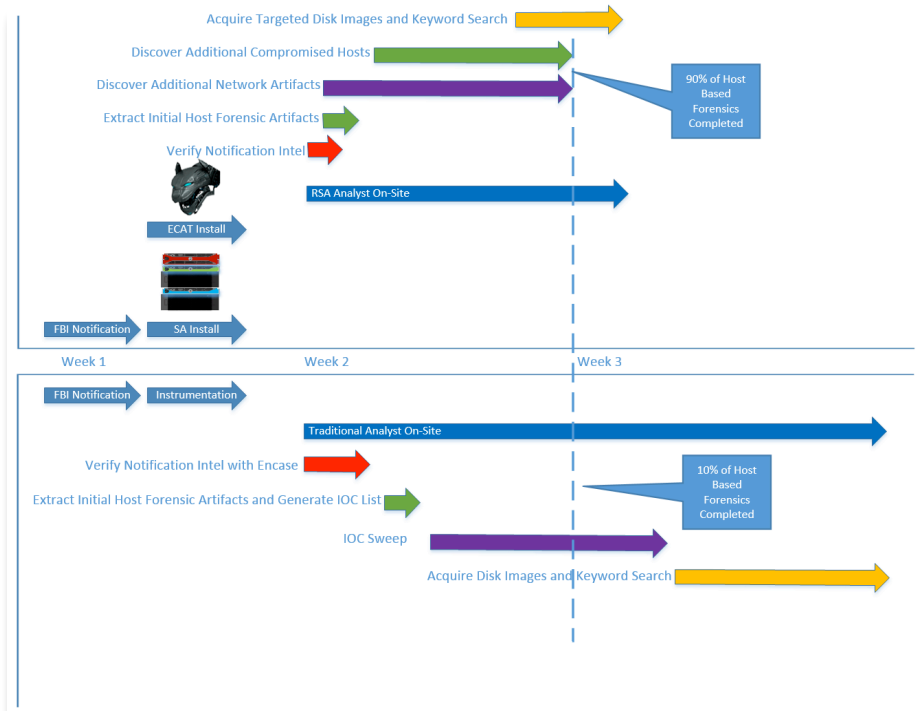 Acquire Targeted Disk Images and Keyword Search
Discover Additional Compromised Hosts
Discover Additional Network Artifacts
90% of Host
Based
Forensics
Completed
Extract Initial Host Forensic Artifacts
Verify Notification Intel
RSA Analyst On-Site
ECAT Install
FBI Notification
SA Install
Week 1
Week 2
Week 3
FBI Notification
Instrumentation
Traditional Analyst On-Site
Verify Notification Intel with Encase
10% of Host
Based
Forensics
Completed
Extract Initial Host Forensic Artifacts and Generate IOC List
IOC Sweep
Acquire Disk Images and Keyword Search